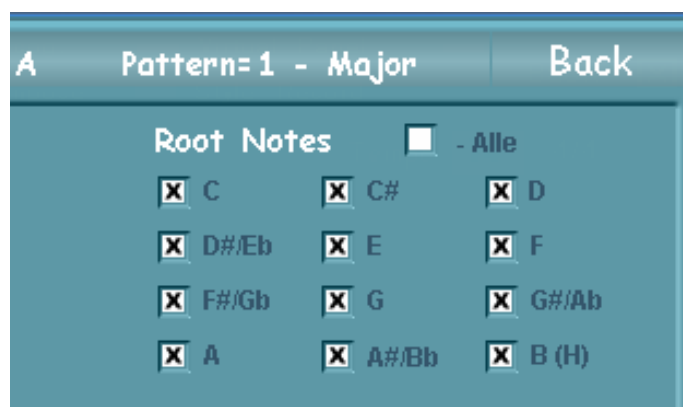 A Pattern=1 - Major Back
Root Notes - Alle
C C# D
D#/Eb E F
F#/Gb G G#/Ab
A A#/Bb B (H)